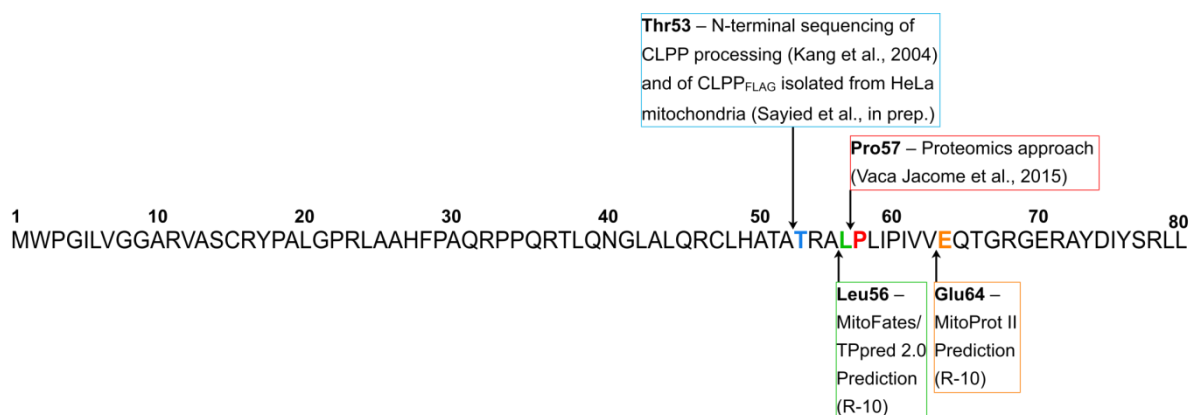 Thr53 – N-terminal sequencing of
CLPP processing (Kang et al., 2004)
and of CLPPFLAG isolated from HeLa
mitochondria (Sayied et al., in prep.)
Pro57 – Proteomics approach
(Vaca Jacome et al., 2015)
1 10 20 30 40 50 60 70 80
MWPGILVGGARVASCRYPALGPRLAAHFPAQRPPQRTLQNGLALQRCLHATATRALPLIPIVVEQTGRGERAYDIYSRLL
Leu56 –
MitoFates/
TPpred 2.0
Prediction
(R-10)
Glu64 –
MitoProt II
Prediction
(R-10)